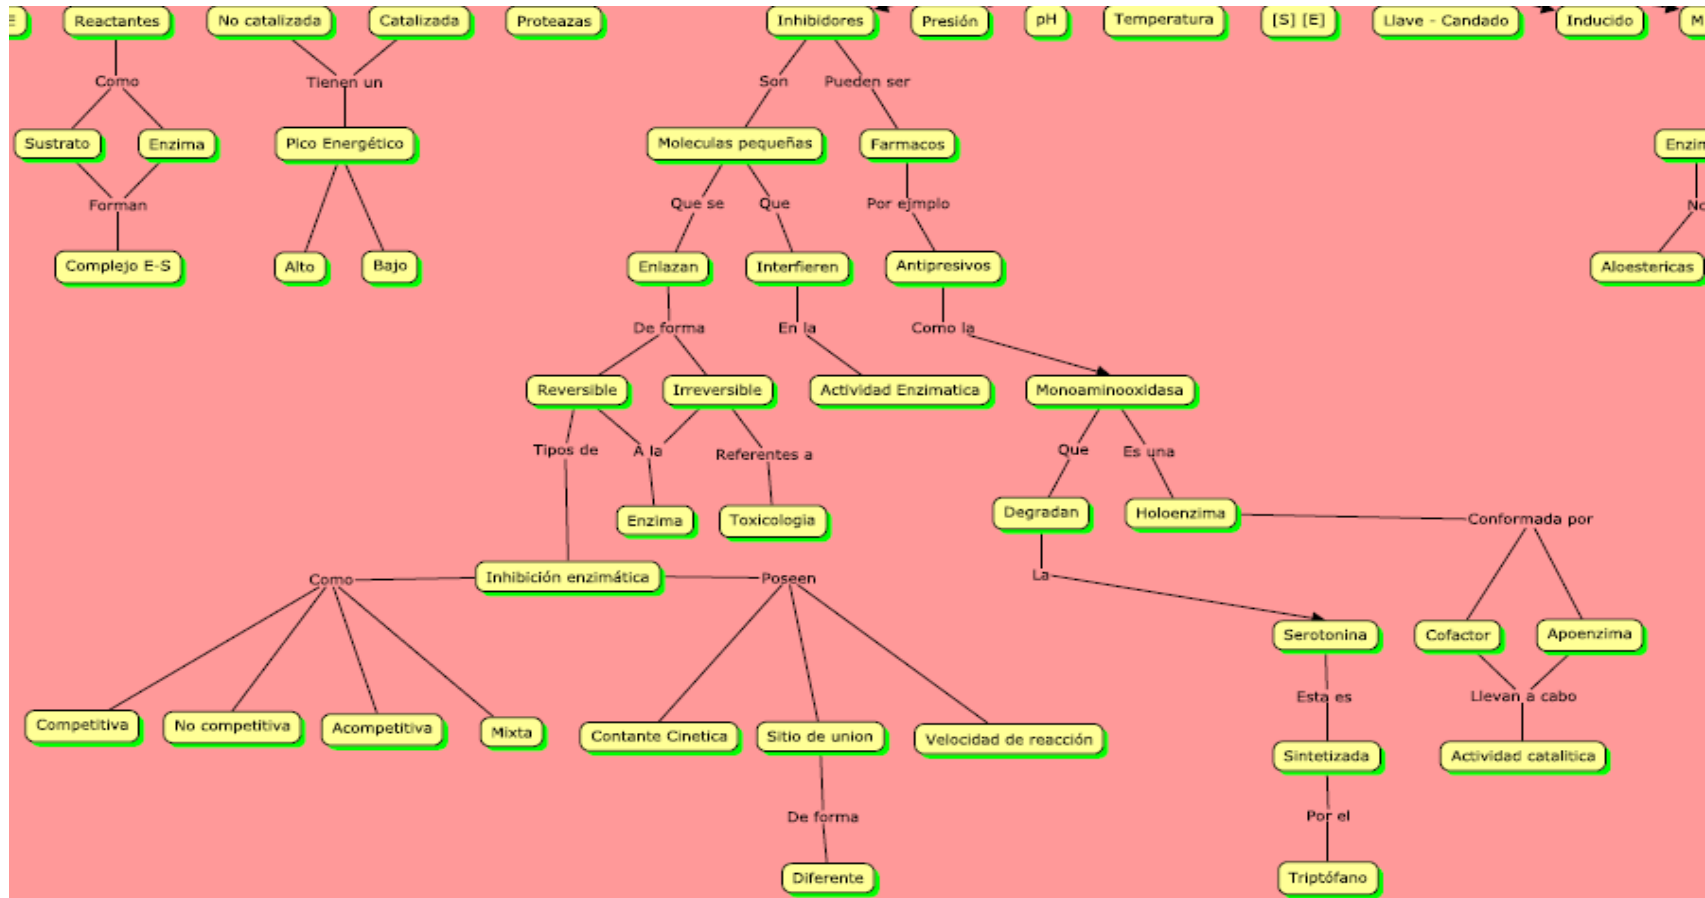 E
Reactantes
No catalizada
Catalizada
Proteazas
Inhibidores
Presión
pH
Temperatura
[S] [E]
Llave - Candado
Inducido
M
Como
Tienen un
Son
Pueden ser
Sustrato
Enzima
Pico Energético
Moleculas pequeñas
Farmacos
Enzim
Forman
Que se
Que
Por ejmplo
No
Complejo E-S
Alto
Bajo
Enlazan
Interfieren
Antipresivos
Aloestericas
De forma
En la
Como la
Reversible
Irreversible
Actividad Enzimatica
Monoaminooxidasa
Tipos de
A la
Referentes a
Que
Es una
Enzima
Toxicologia
Degradan
Holoenzima
Conformada por
Como
Inhibición enzimática
Poseen
La
Serotonina
Cofactor
Apoenzima
Esta es
Llevan a cabo
Competitiva
No competitiva
Acompetitiva
Mixta
Contante Cinetica
Sitio de union
Velocidad de reacción
Sintetizada
Actividad catalitica
De forma
Por el
Diferente
Triptófano